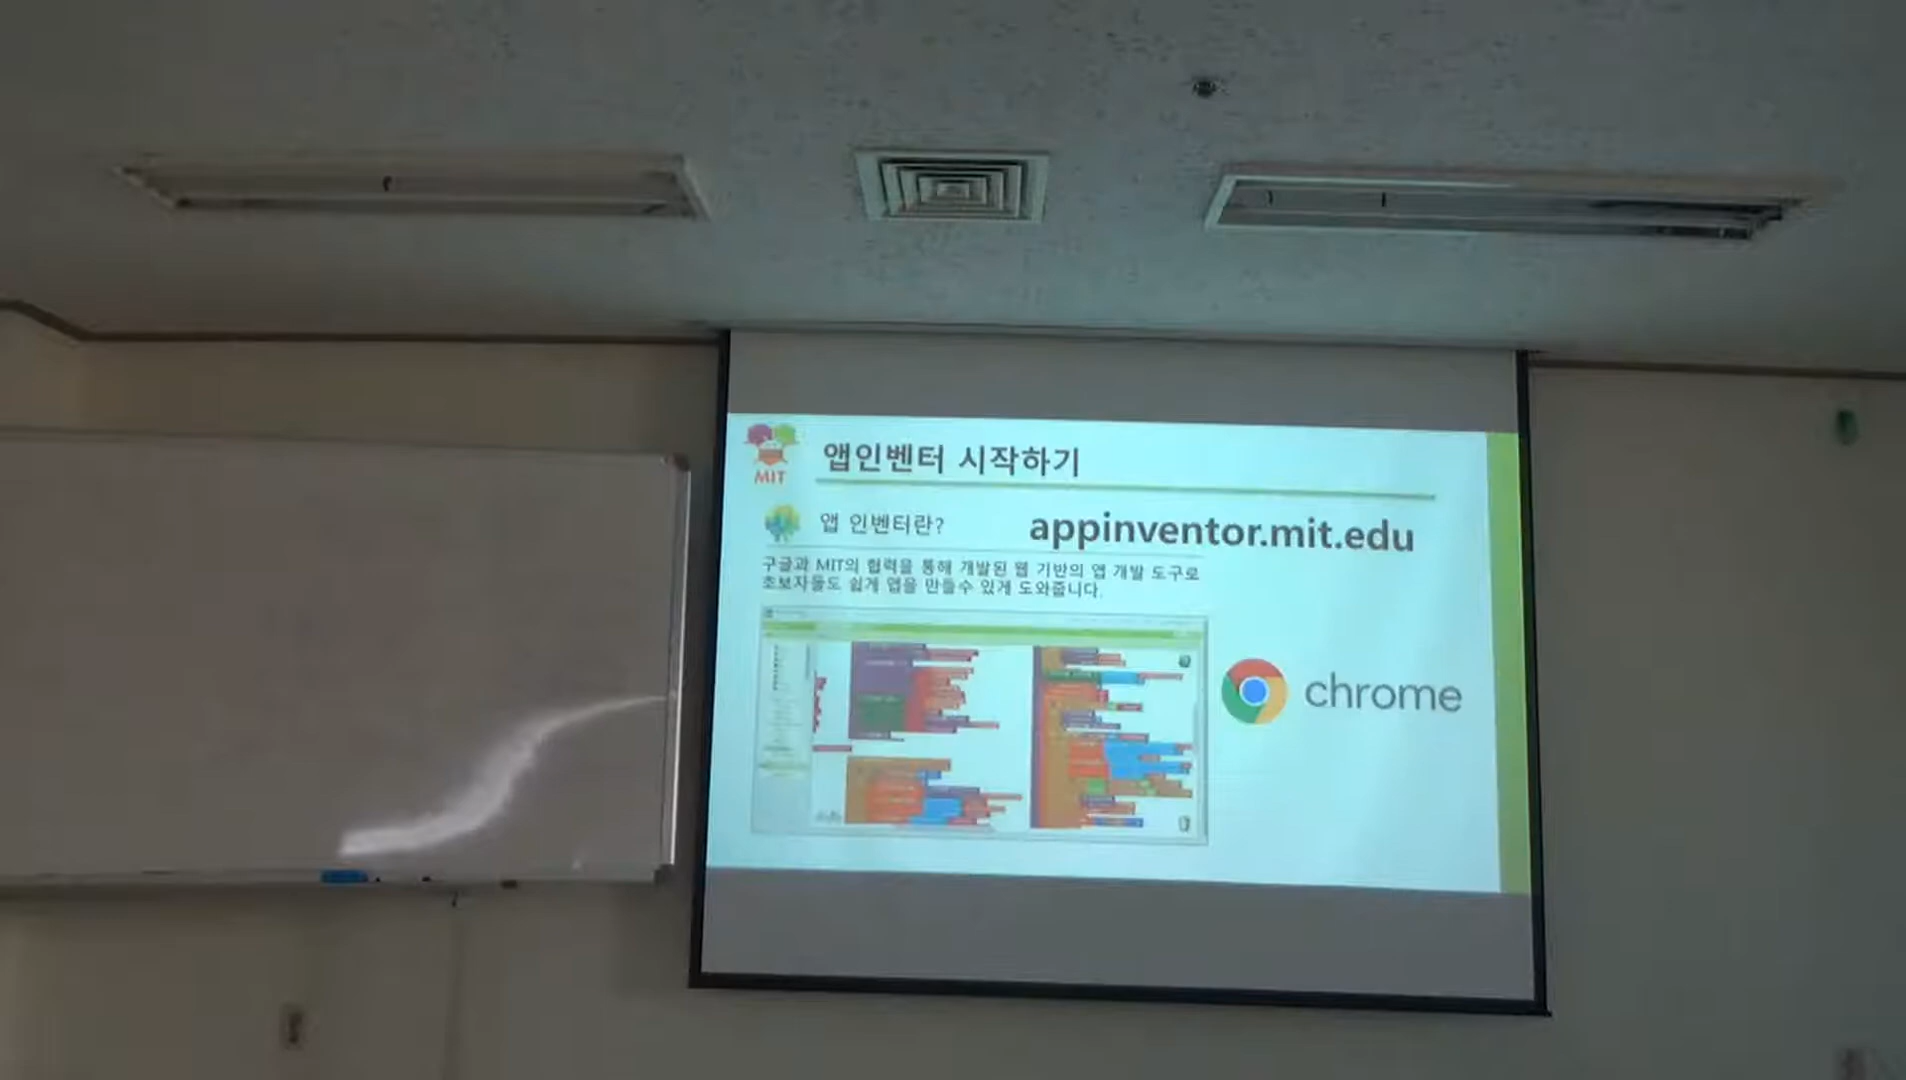 MIT
앱인벤터 시작하기
앱 인벤터란?
appinventor.mit.edu
구글과 MIT의 협력을 통해 개발된 웹 기반의 앱 개발 도구로
초보자들도 쉽게 앱을 만들수 있게 도와줍니다.
chrome